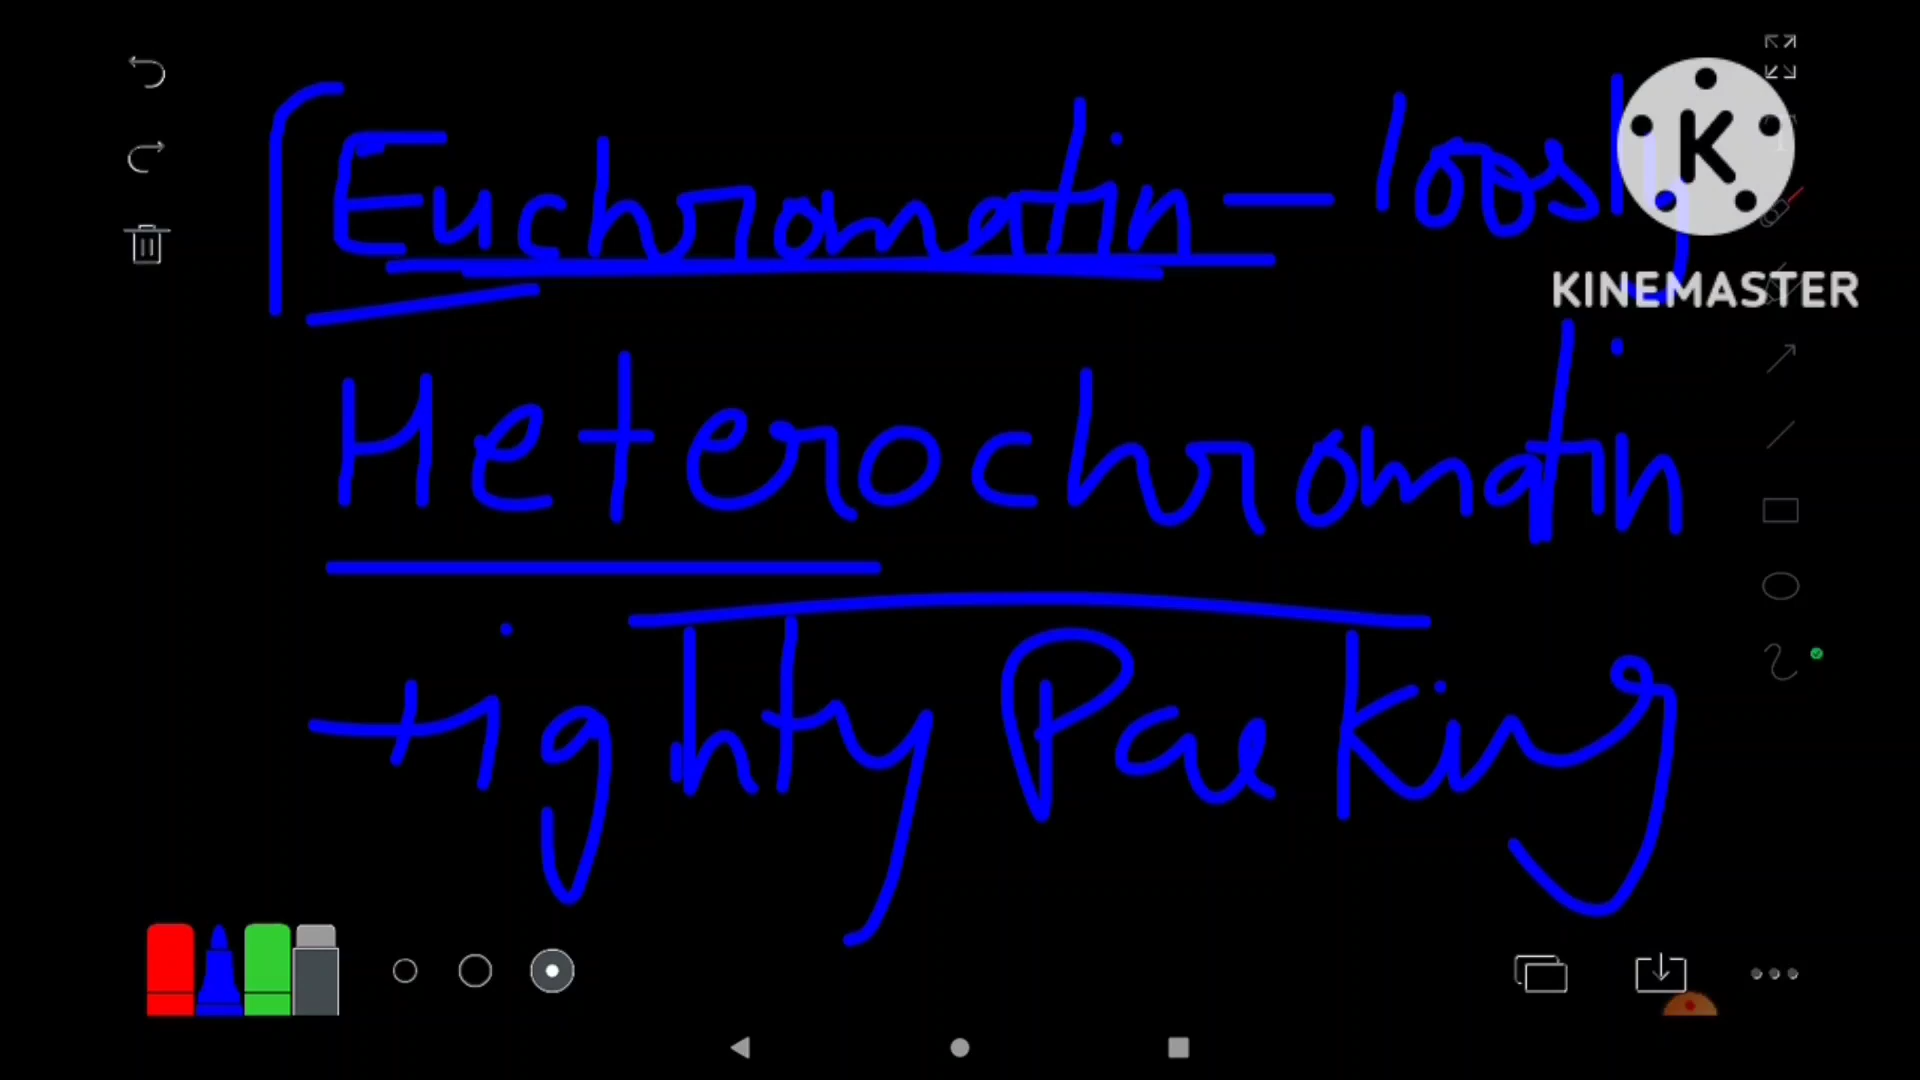 Euchromatin — loosly
K
KINEMASTER
Heterochromatin
tighty Packing